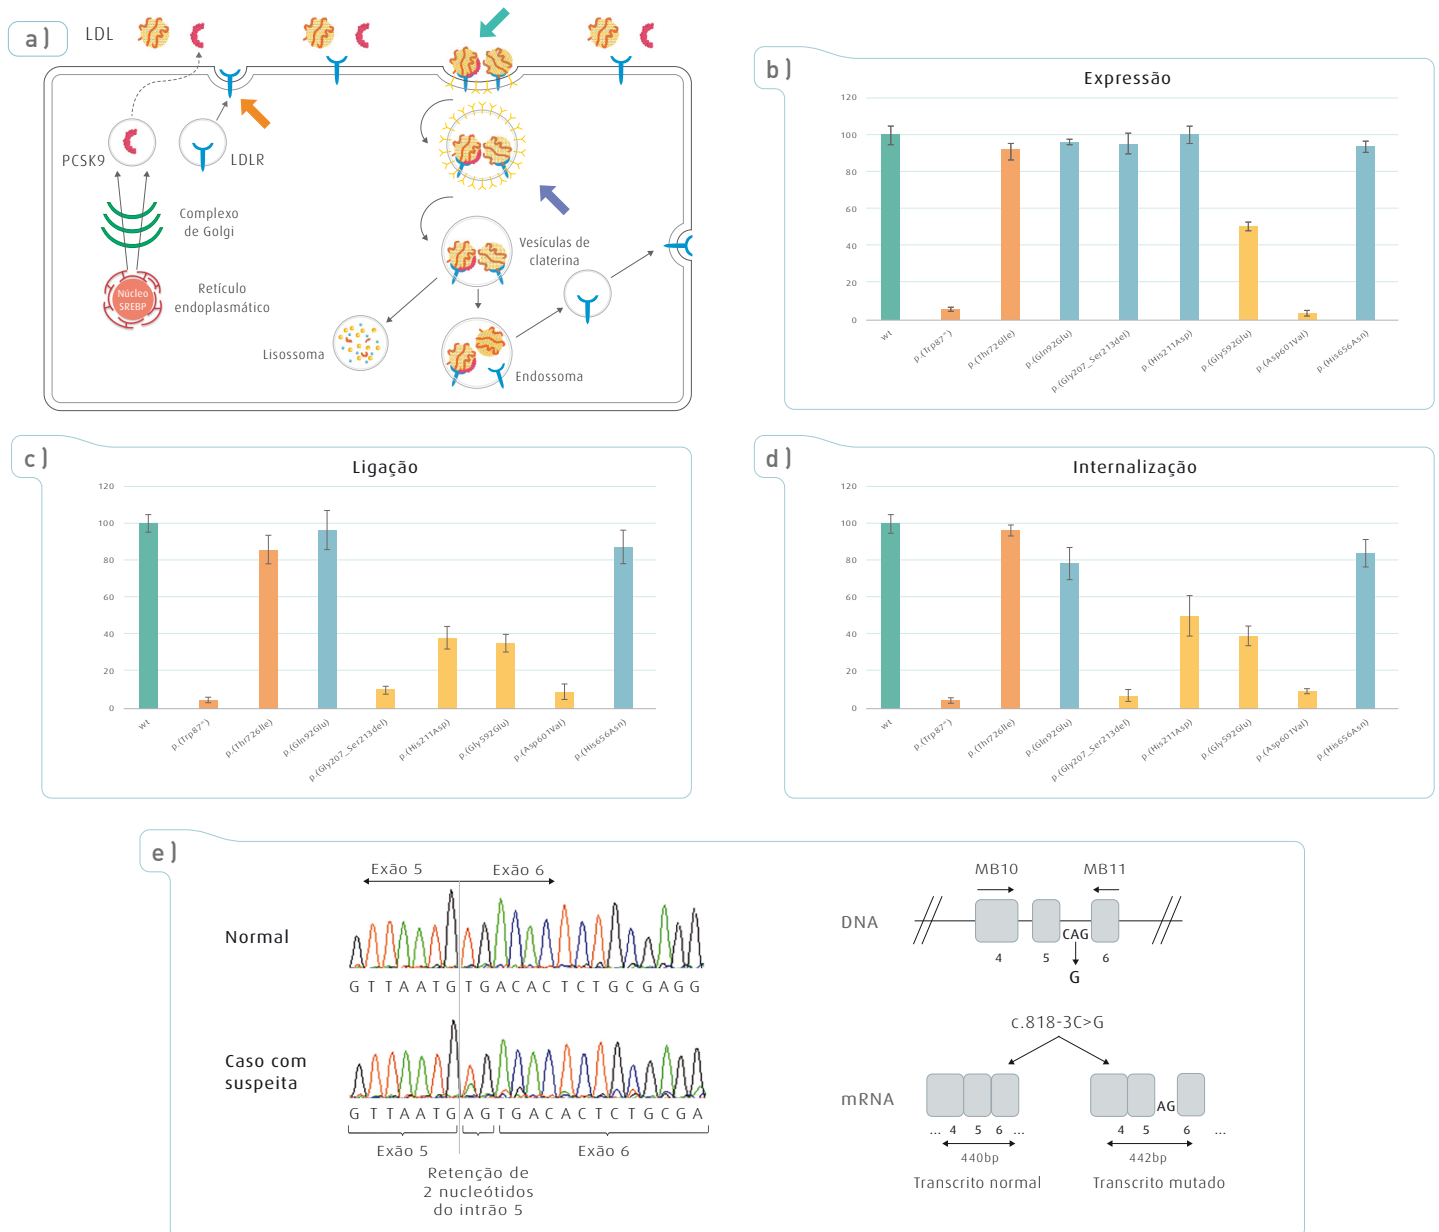 a)
LDL
PCSK9
LDLR
Complexo
de Golgi
Núcleo
SREBP
Retículo
endoplasmático
Vesículas de
claterina
Lisossoma
Endossoma
b)
Expressão
120
100
80
60
40
20
0
wt
p.(Trp87*)
p.(Thr726Ile)
p.(Gln92Glu)
p.(Gly207_Ser213del)
p.(His211Asp)
p.(Gly592Glu)
p.(Asp601Val)
p.(His656Asn)
c)
Ligação
120
100
80
60
40
20
0
wt
p.(Trp87*)
p.(Thr726Ile)
p.(Gln92Glu)
p.(Gly207_Ser213del)
p.(His211Asp)
p.(Gly592Glu)
p.(Asp601Val)
p.(His656Asn)
d)
Internalização
120
100
80
60
40
20
0
wt
p.(Trp87*)
p.(Thr726Ile)
p.(Gln92Glu)
p.(Gly207_Ser213del)
p.(His211Asp)
p.(Gly592Glu)
p.(Asp601Val)
p.(His656Asn)
e)
Exão 5 Exão 6
Normal
G T T A A T G T G A C A C T C T G C G A G G
Caso com
suspeita
G T T A A T G A G T G A C A C T C T G C G A
Exão 5 Exão 6
Retenção de
2 nucleótidos
do intrão 5
MB10 MB11
DNA
CAG
4 5 6
G
c.818-3C>G
mRNA
AG
... 4 5 6 ...
4 5 6 ...
440bp 442bp
Transcrito normal Transcrito mutado